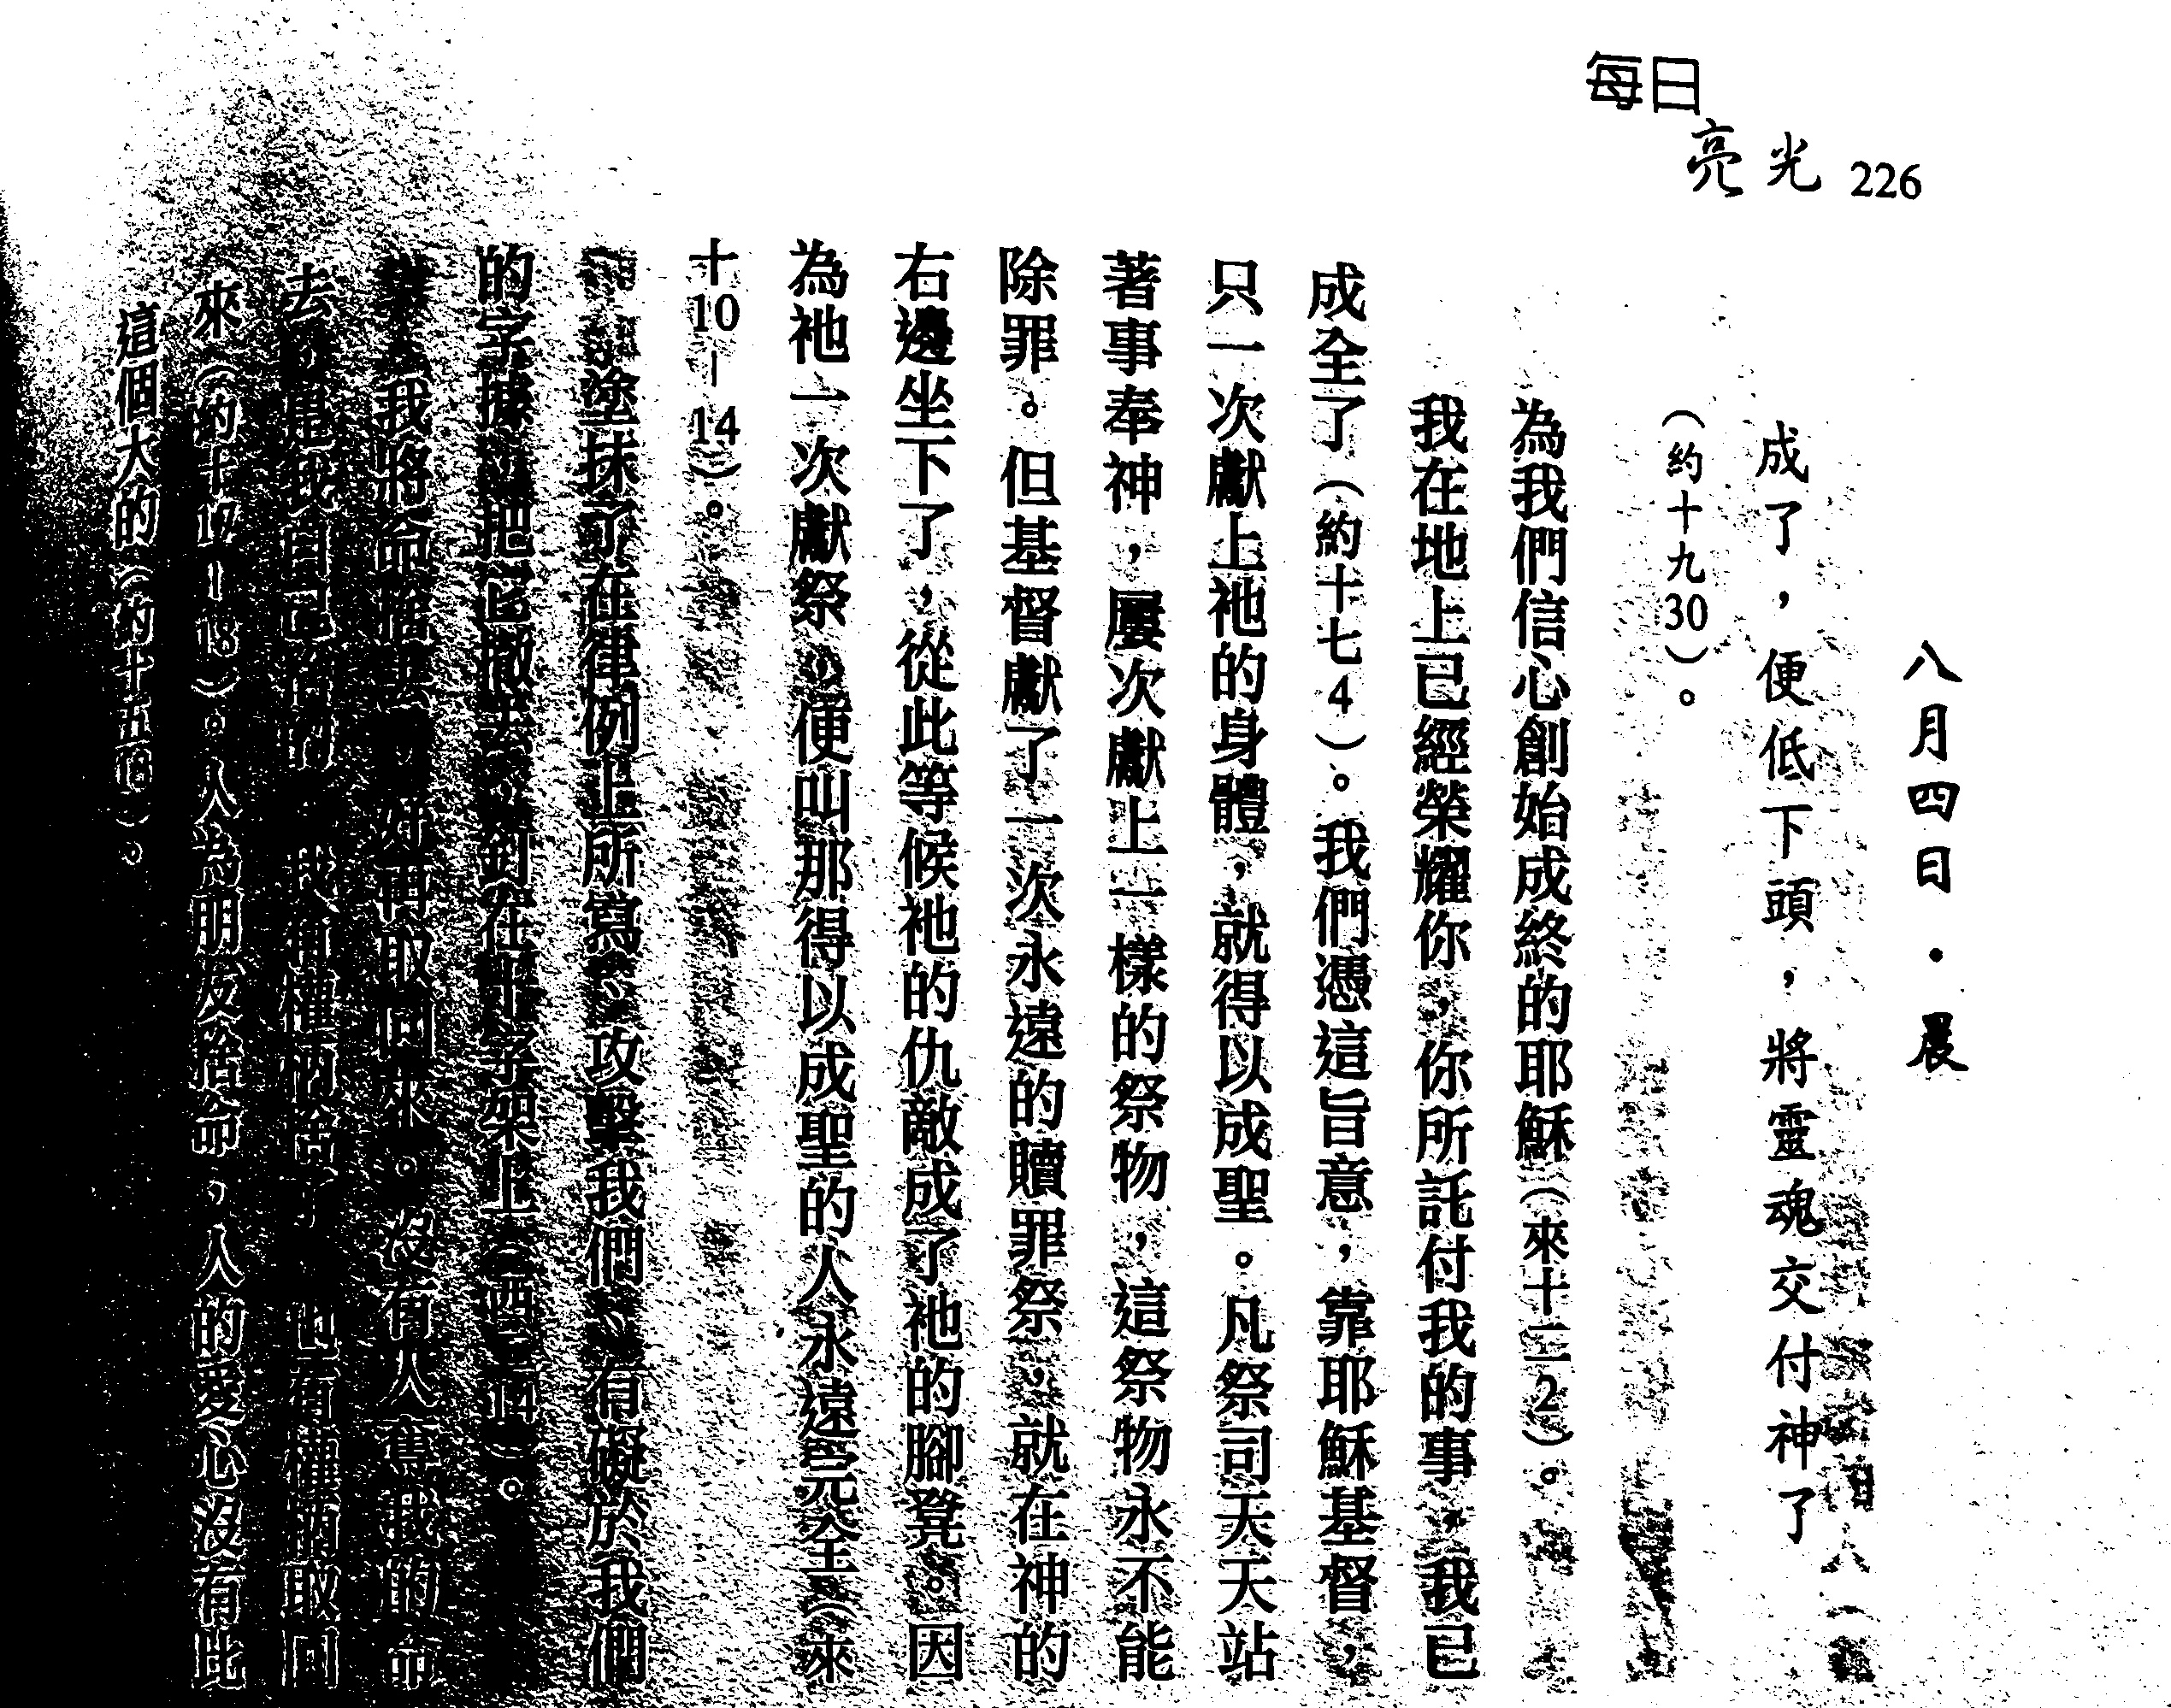 每日
亮光 226
八月四日・晨
成了，便低下頭，將靈魂交付神了
（約十九30）。
為我們信心創始成終的耶穌（來十二2）。
我在地上已經榮耀你，你所託付我的事，我已
成全了（約十七4）。我們憑這旨意，靠耶穌基督，
只一次獻上祂的身體，就得以成聖。凡祭司天天站
著事奉神，屢次獻上一樣的祭物，這祭物永不能
除罪。但基督獻了一次永遠的贖罪祭，就在神的
右邊坐下了，從此等候祂的仇敵成了祂的腳凳。因
為祂一次獻祭，便叫那得以成聖的人永遠完全（來
十10－14）。
塗抹了在律例上所寫、攻擊我們、有礙於我們
的字據，把它撤去，釘在十字架上（西二14）。
我將命捨去，好再取回來。沒有人奪我的命
去，是我自己捨的。我有權柄捨了，也有權柄取回
來（約十17－18）。人為朋友捨命，人的愛心沒有比
這個大的（約十五13）。